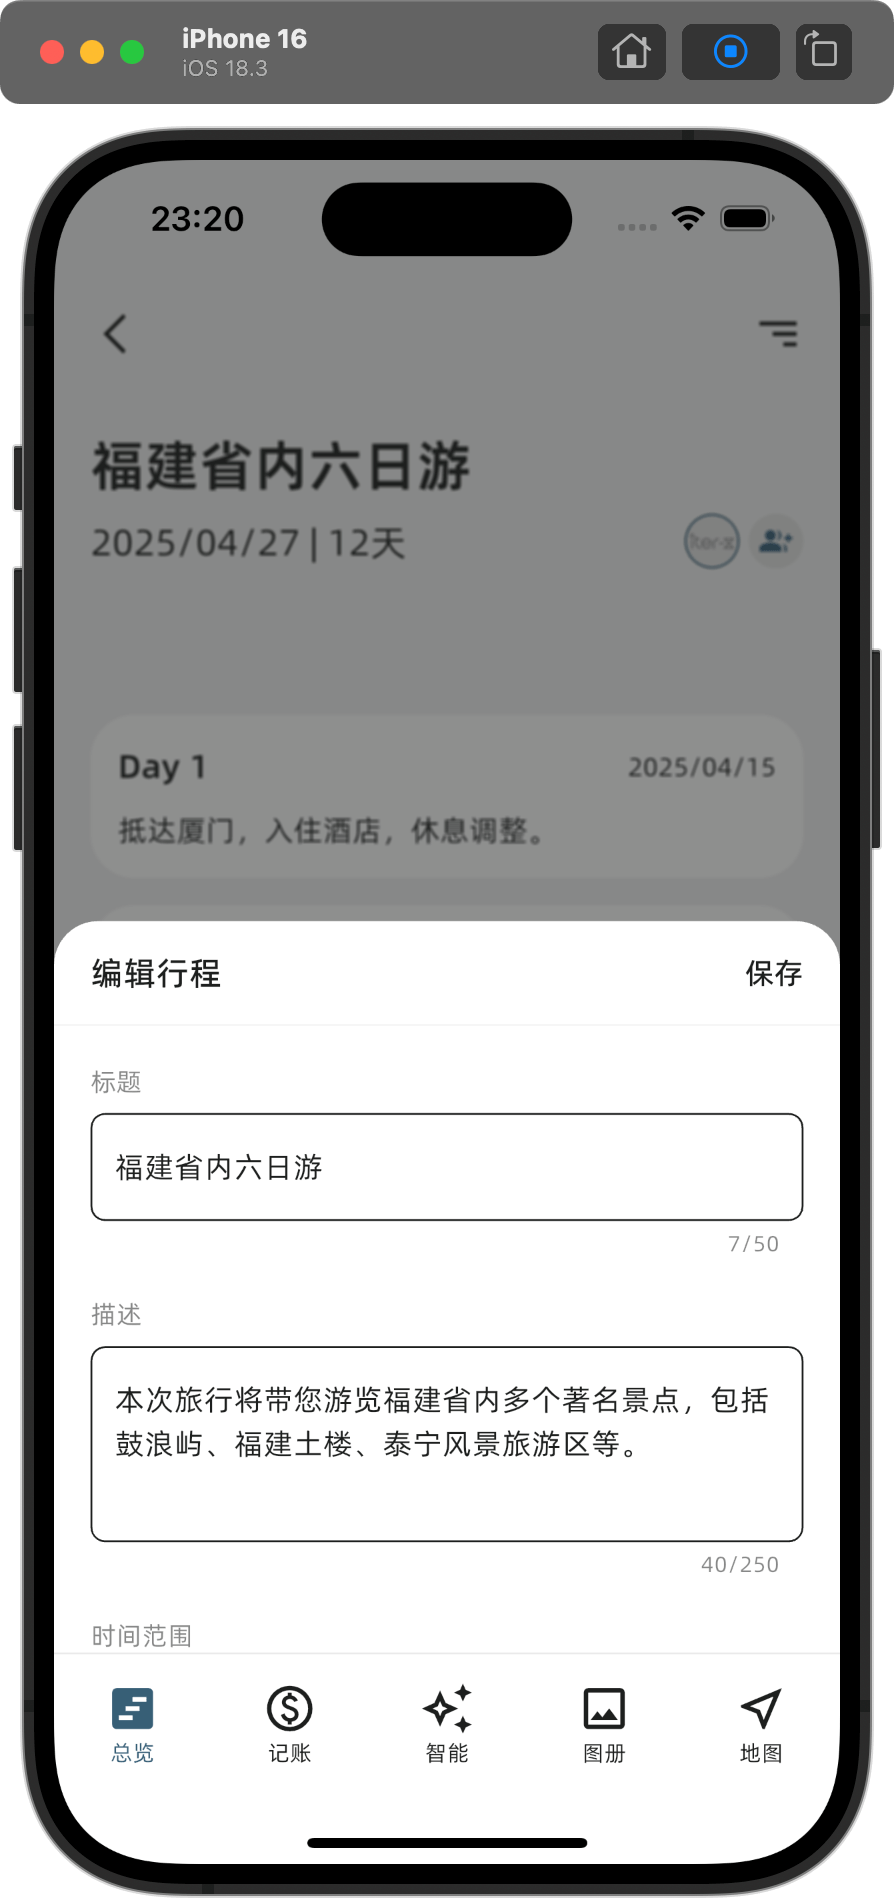 iPhone 16
iOS 18.3
23:20
福建省内六日游
2025/04/27 | 12天
iter-x
Day 1
2025/04/15
抵达厦门，入住酒店，休息调整。
编辑行程
保存
标题
福建省内六日游
7/50
描述
本次旅行将带您游览福建省内多个著名景点，包括
鼓浪屿、福建土楼、泰宁风景旅游区等。
40/250
时间范围
总览
记账
智能
图册
地图